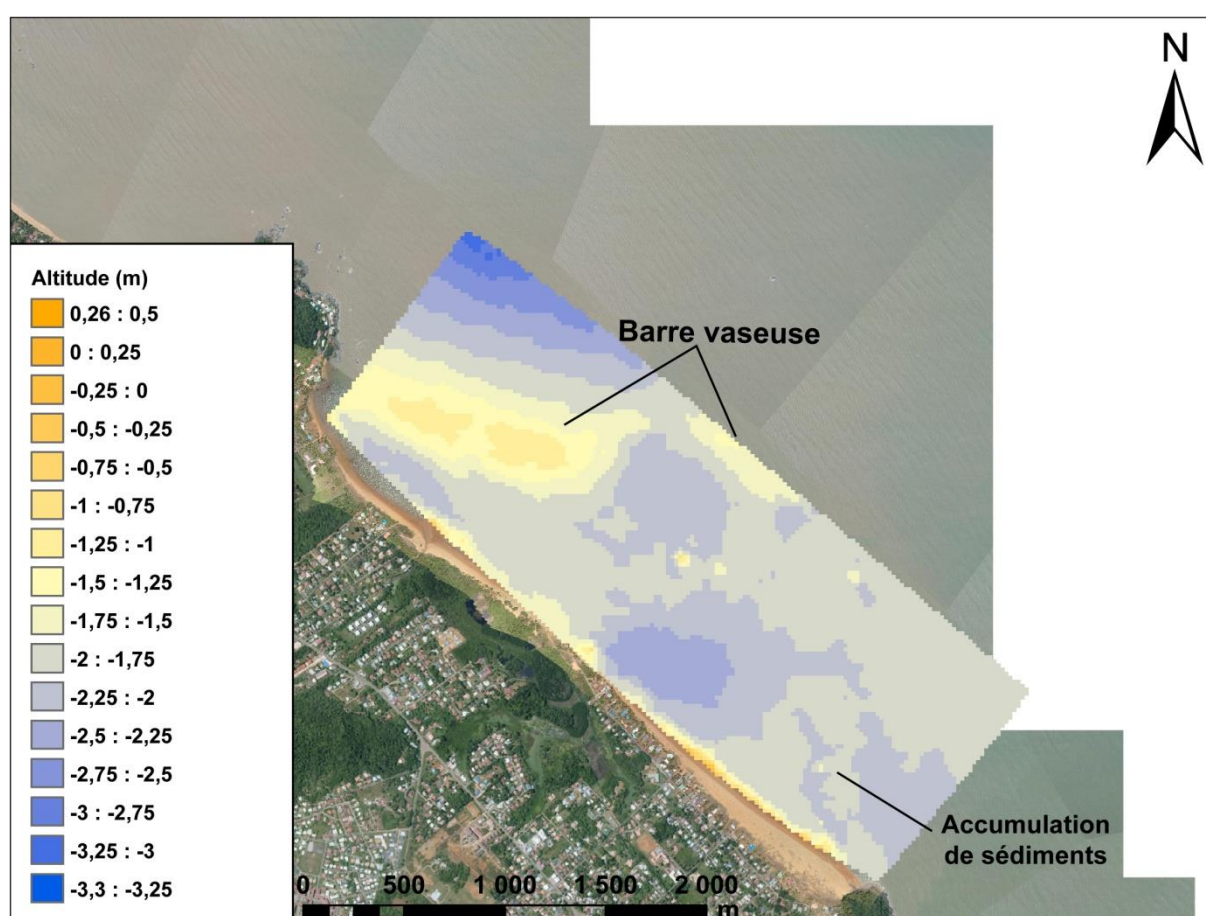 N
Barre vaseuse
Altitude (m)
0,26 : 0,5
0 : 0,25
-0,25 : 0
-0,5 : -0,25
-0,75 : -0,5
-1 : -0,75
-1,25 : -1
-1,5 : -1,25
-1,75 : -1,5
-2 : -1,75
-2,25 : -2
-2,5 : -2,25
-2,75 : -2,5
-3 : -2,75
-3,25 : -3
-3,3 : -3,25
Accumulation
de sédiments
0 500 1 000 1 500 2 000
m